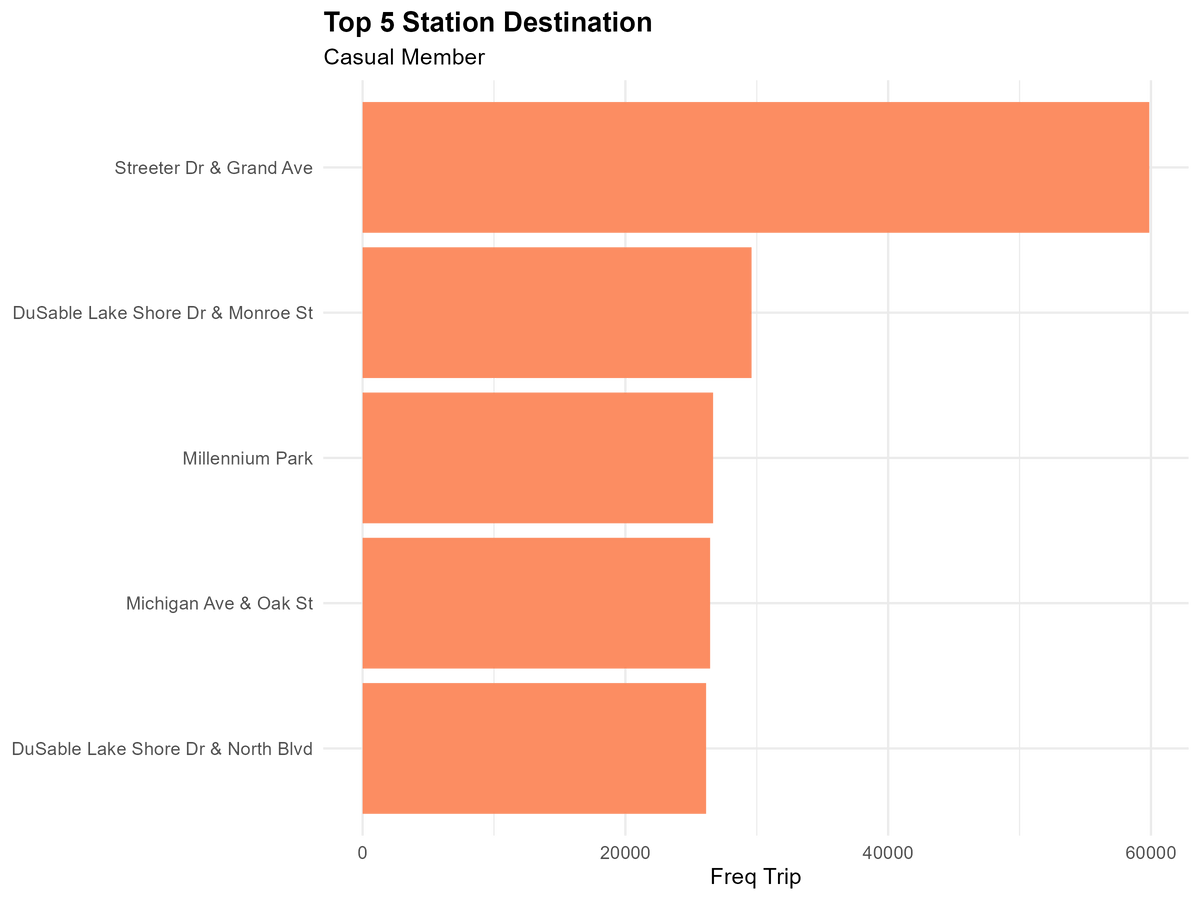 Top 5 Station Destination
Casual Member
Streeter Dr & Grand Ave
DuSable Lake Shore Dr & Monroe St
Millennium Park
Michigan Ave & Oak St
DuSable Lake Shore Dr & North Blvd
0 20000 40000 60000
Freq Trip